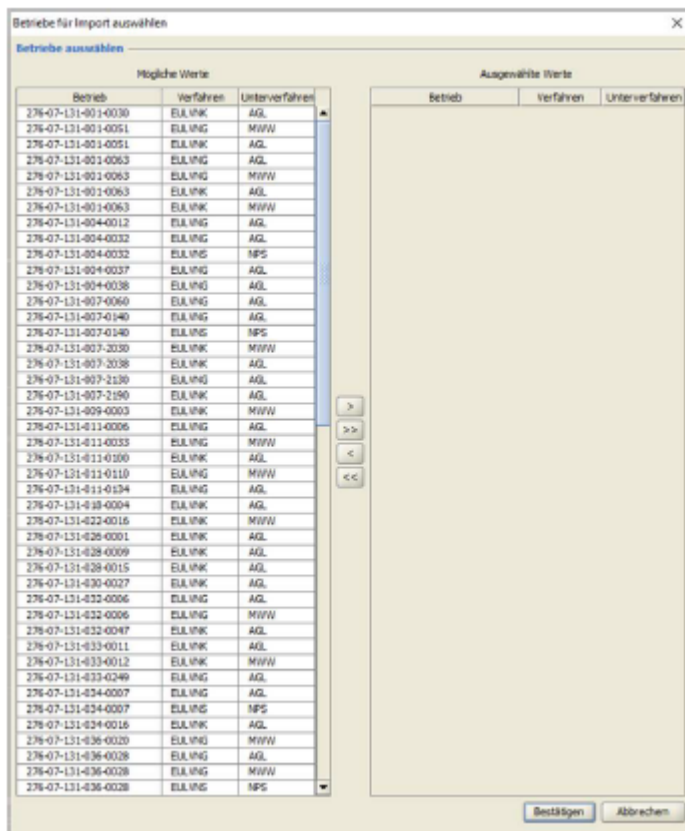 Betriebe für Import auswählen
Betriebe auswählen
Mögliche Werte
Ausgewählte Werte
Betrieb Verfahren Unterverfahren
Betrieb Verfahren Unterverfahren
276-07-131-001-0030 EULVNK AGL
276-07-131-001-0051 EULVNG MWW
276-07-131-001-0051 EULVNK AGL
276-07-131-001-0063 EULVNG AGL
276-07-131-001-0063 EULVNG MWW
276-07-131-001-0063 EULVNK AGL
276-07-131-001-0063 EULVNK MWW
276-07-131-004-0012 EULVNG AGL
276-07-131-004-0032 EULVNG AGL
276-07-131-004-0032 EULVNS NPS
276-07-131-004-0037 EULVNG AGL
276-07-131-004-0038 EULVNG AGL
276-07-131-007-0060 EULVNG AGL
276-07-131-007-0140 EULVNG AGL
276-07-131-007-0140 EULVNS NPS
276-07-131-007-2030 EULVNK MWW
276-07-131-007-2038 EULVNK AGL
276-07-131-007-2130 EULVNG AGL
276-07-131-007-2190 EULVNK AGL
276-07-131-009-0003 EULVNK MWW
276-07-131-011-0006 EULVNG AGL
276-07-131-011-0033 EULVNG MWW
276-07-131-011-0100 EULVNK AGL
276-07-131-011-0110 EULVNG MWW
276-07-131-011-0134 EULVNG AGL
276-07-131-018-0004 EULVNK AGL
276-07-131-022-0016 EULVNK MWW
276-07-131-026-0001 EULVNK AGL
276-07-131-028-0009 EULVNK AGL
276-07-131-028-0015 EULVNK AGL
276-07-131-030-0027 EULVNK AGL
276-07-131-032-0006 EULVNG AGL
276-07-131-032-0006 EULVNG MWW
276-07-131-032-0047 EULVNK AGL
276-07-131-033-0011 EULVNK AGL
276-07-131-033-0012 EULVNK MWW
276-07-131-033-0249 EULVNG AGL
276-07-131-034-0007 EULVNG AGL
276-07-131-034-0007 EULVNS NPS
276-07-131-034-0016 EULVNK AGL
276-07-131-036-0020 EULVNG MWW
276-07-131-036-0028 EULVNG AGL
276-07-131-036-0028 EULVNG MWW
276-07-131-036-0028 EULVNS NPS
>
>>
<
<<
Bestätigen Abbrechen